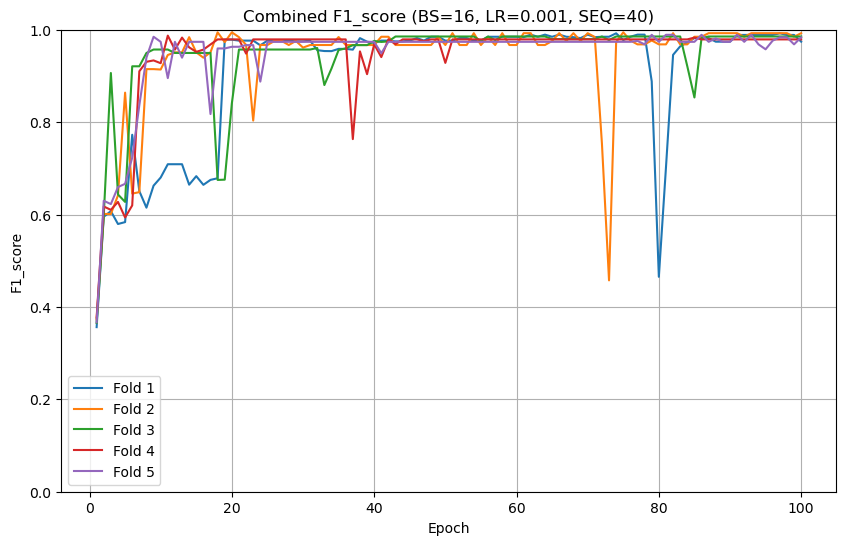 Combined F1_score (BS=16, LR=0.001, SEQ=40)
1.0
0.8
0.6
0.4
0.2
0.0
F1_score
Fold 1
Fold 2
Fold 3
Fold 4
Fold 5
0 20 40 60 80 100
Epoch